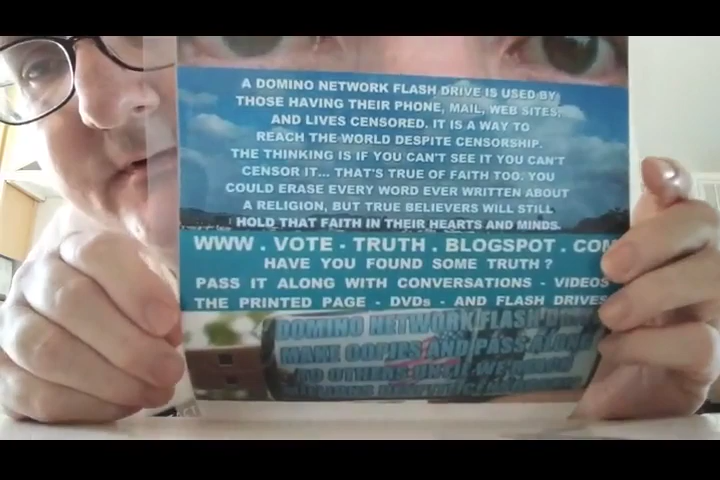 A DOMINO NETWORK FLASH DRIVE IS USED BY
THOSE HAVING THEIR PHONE, MAIL, WEB SITES,
AND LIVES CENSORED. IT IS A WAY TO
REACH THE WORLD DESPITE CENSORSHIP.
THE THINKING IS IF YOU CAN'T SEE IT YOU CAN'T
CENSOR IT... THAT'S TRUE OF FAITH TOO. YOU
COULD ERASE EVERY WORD EVER WRITTEN ABOUT
A RELIGION, BUT TRUE BELIEVERS WILL STILL
HOLD THAT FAITH IN THEIR HEARTS AND MINDS.
WWW . VOTE - TRUTH . BLOGSPOT . COM
HAVE YOU FOUND SOME TRUTH ?
PASS IT ALONG WITH CONVERSATIONS - VIDEOS
THE PRINTED PAGE - DVDs - AND FLASH DRIVES
DOMINO NETWORK FLASH
MAKE COPIES AND PASS ALONG
TO OTHERS